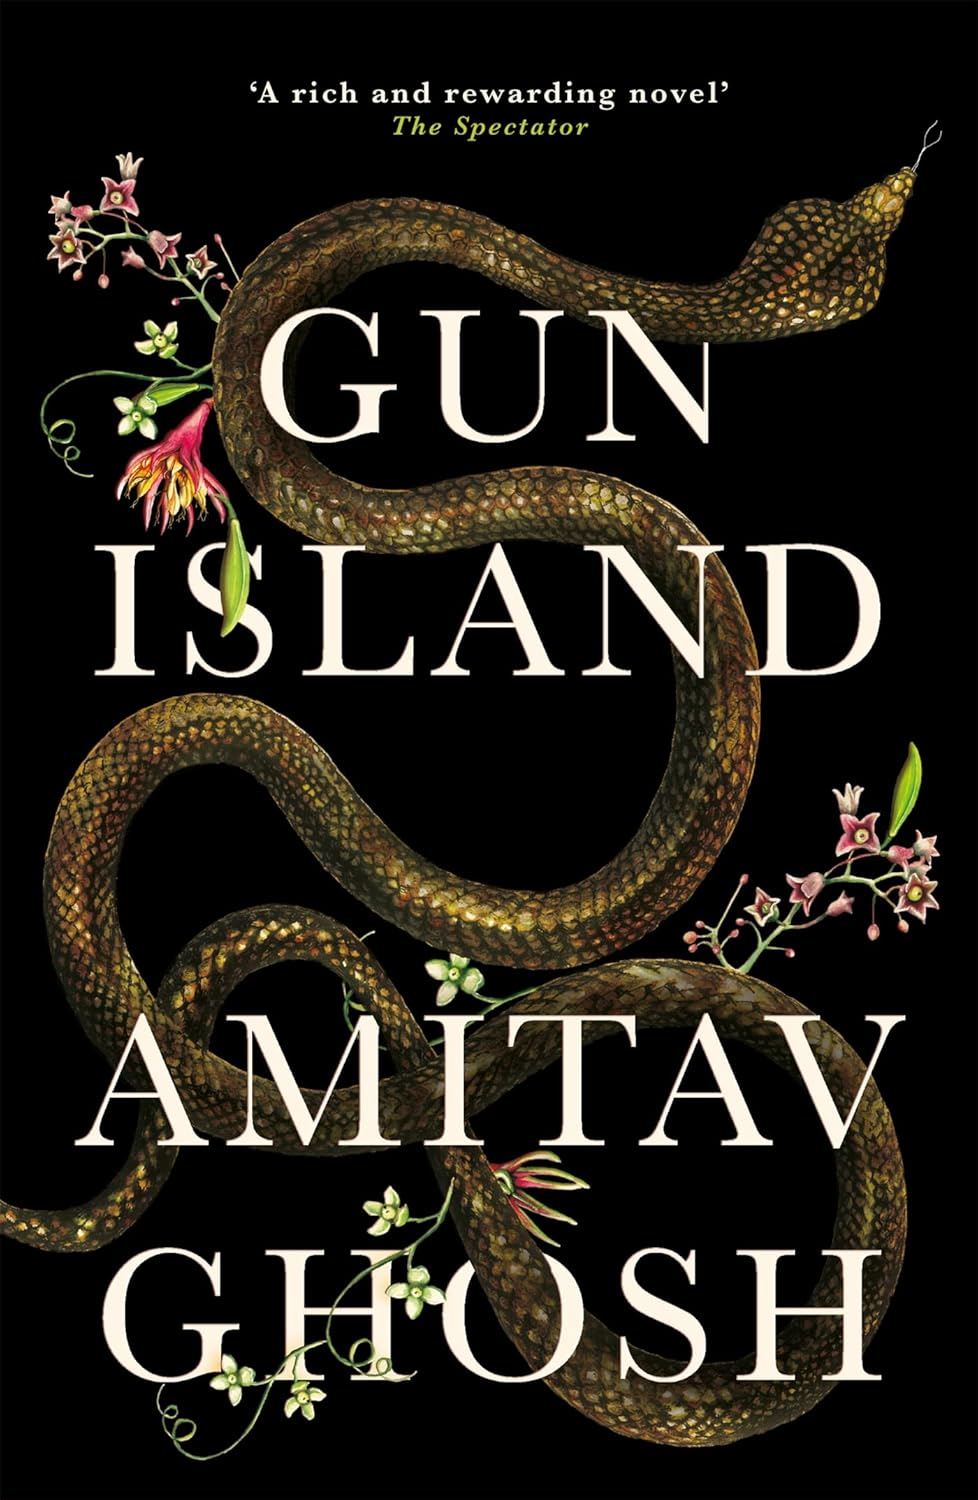 ‘A rich and rewarding novel’
The Spectator
GUN
ISLAND
AMITAV
GHOSH